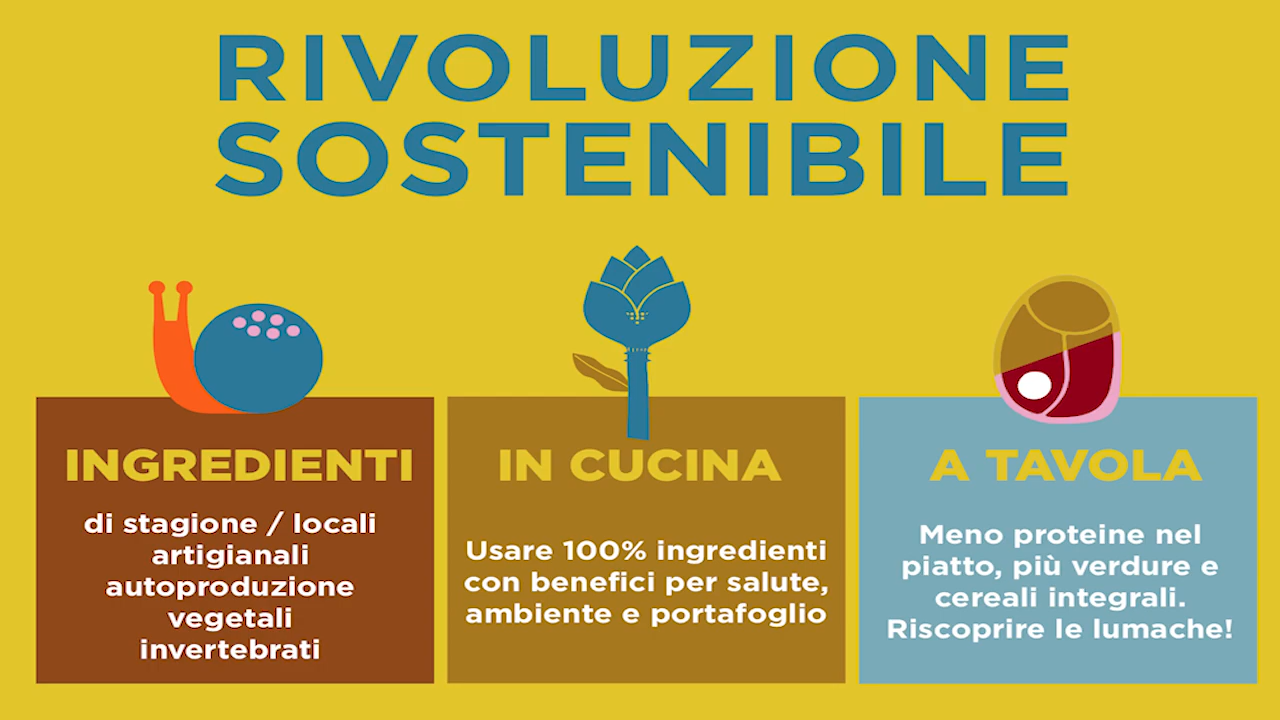 RIVOLUZIONE
SOSTENIBILE
INGREDIENTI
di stagione / locali
artigianali
autoproduzione
vegetali
invertebrati
IN CUCINA
Usare 100% ingredienti
con benefici per salute,
ambiente e portafoglio
A TAVOLA
Meno proteine nel
piatto, più verdure e
cereali integrali.
Riscoprire le lumache!